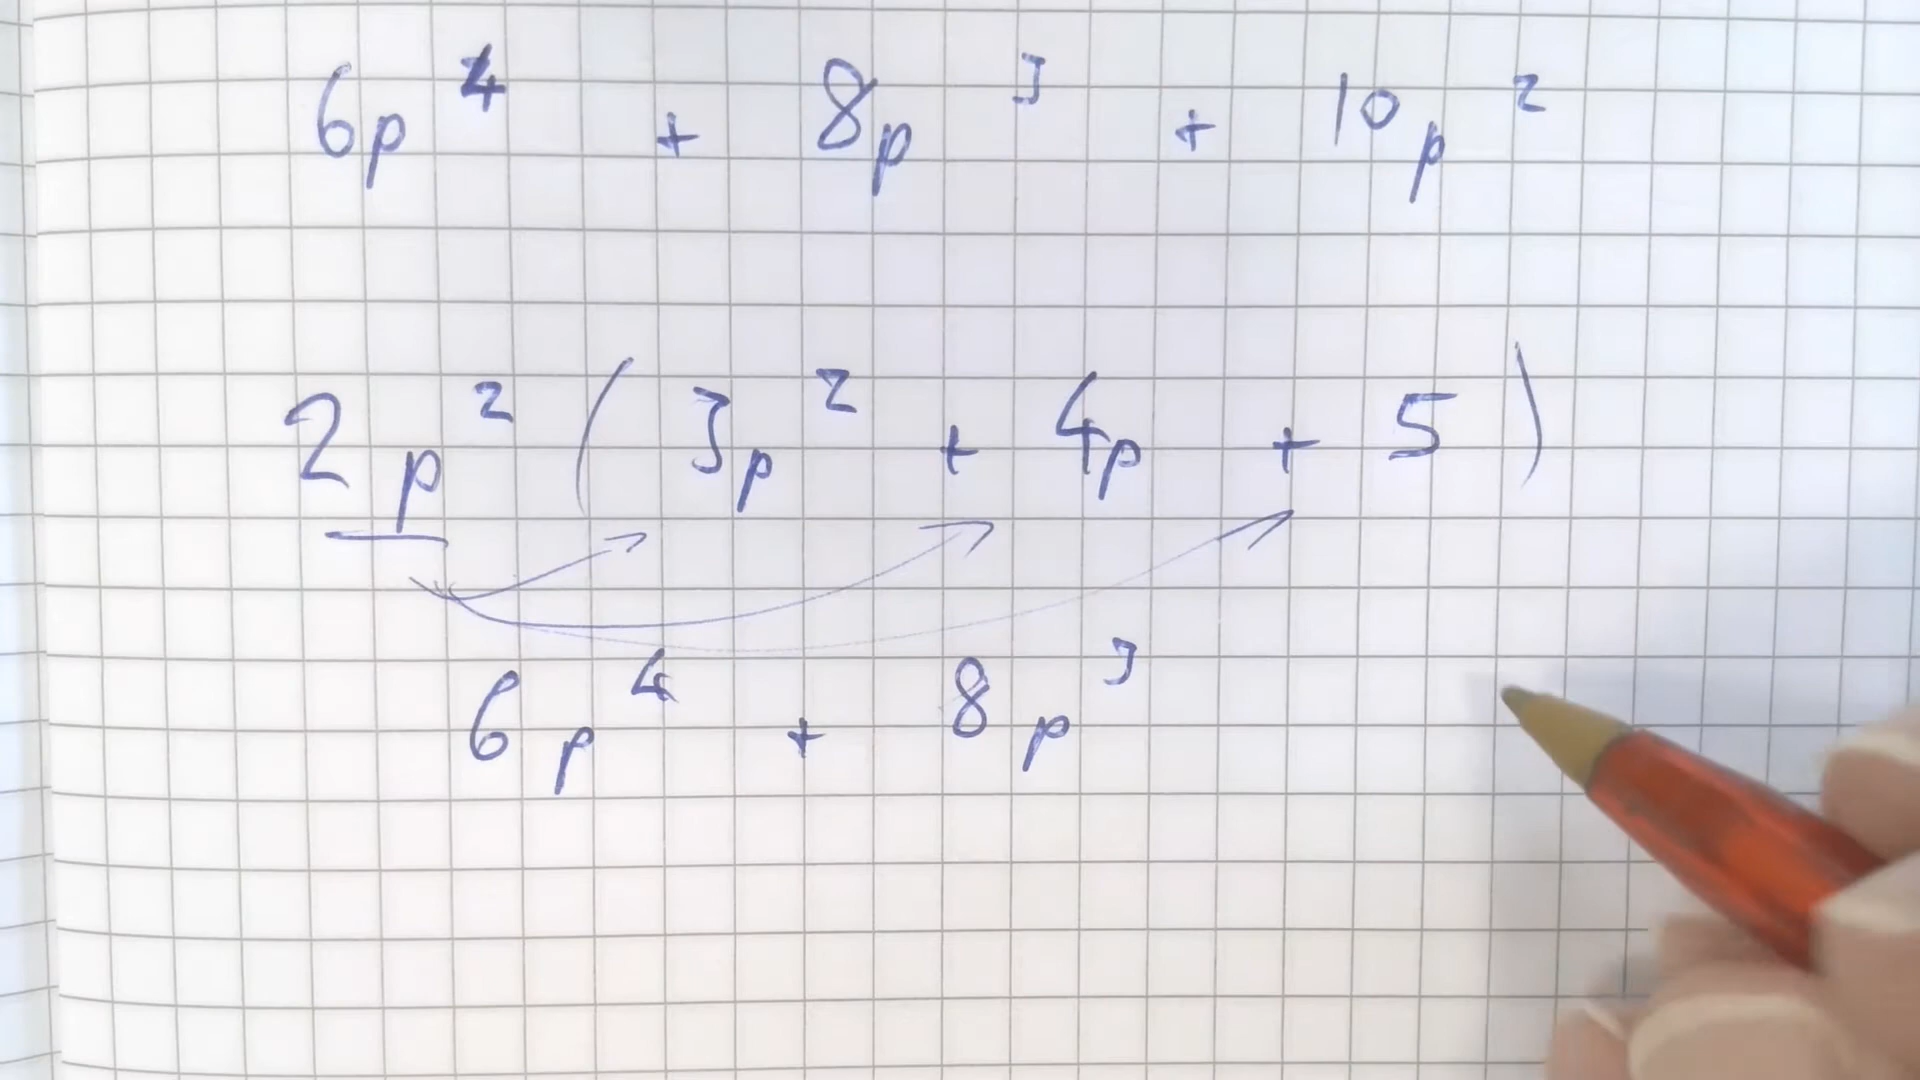 6p⁴ + 8p³ + 10p²
2p² (3p² + 4p + 5)
6p⁴ + 8p³